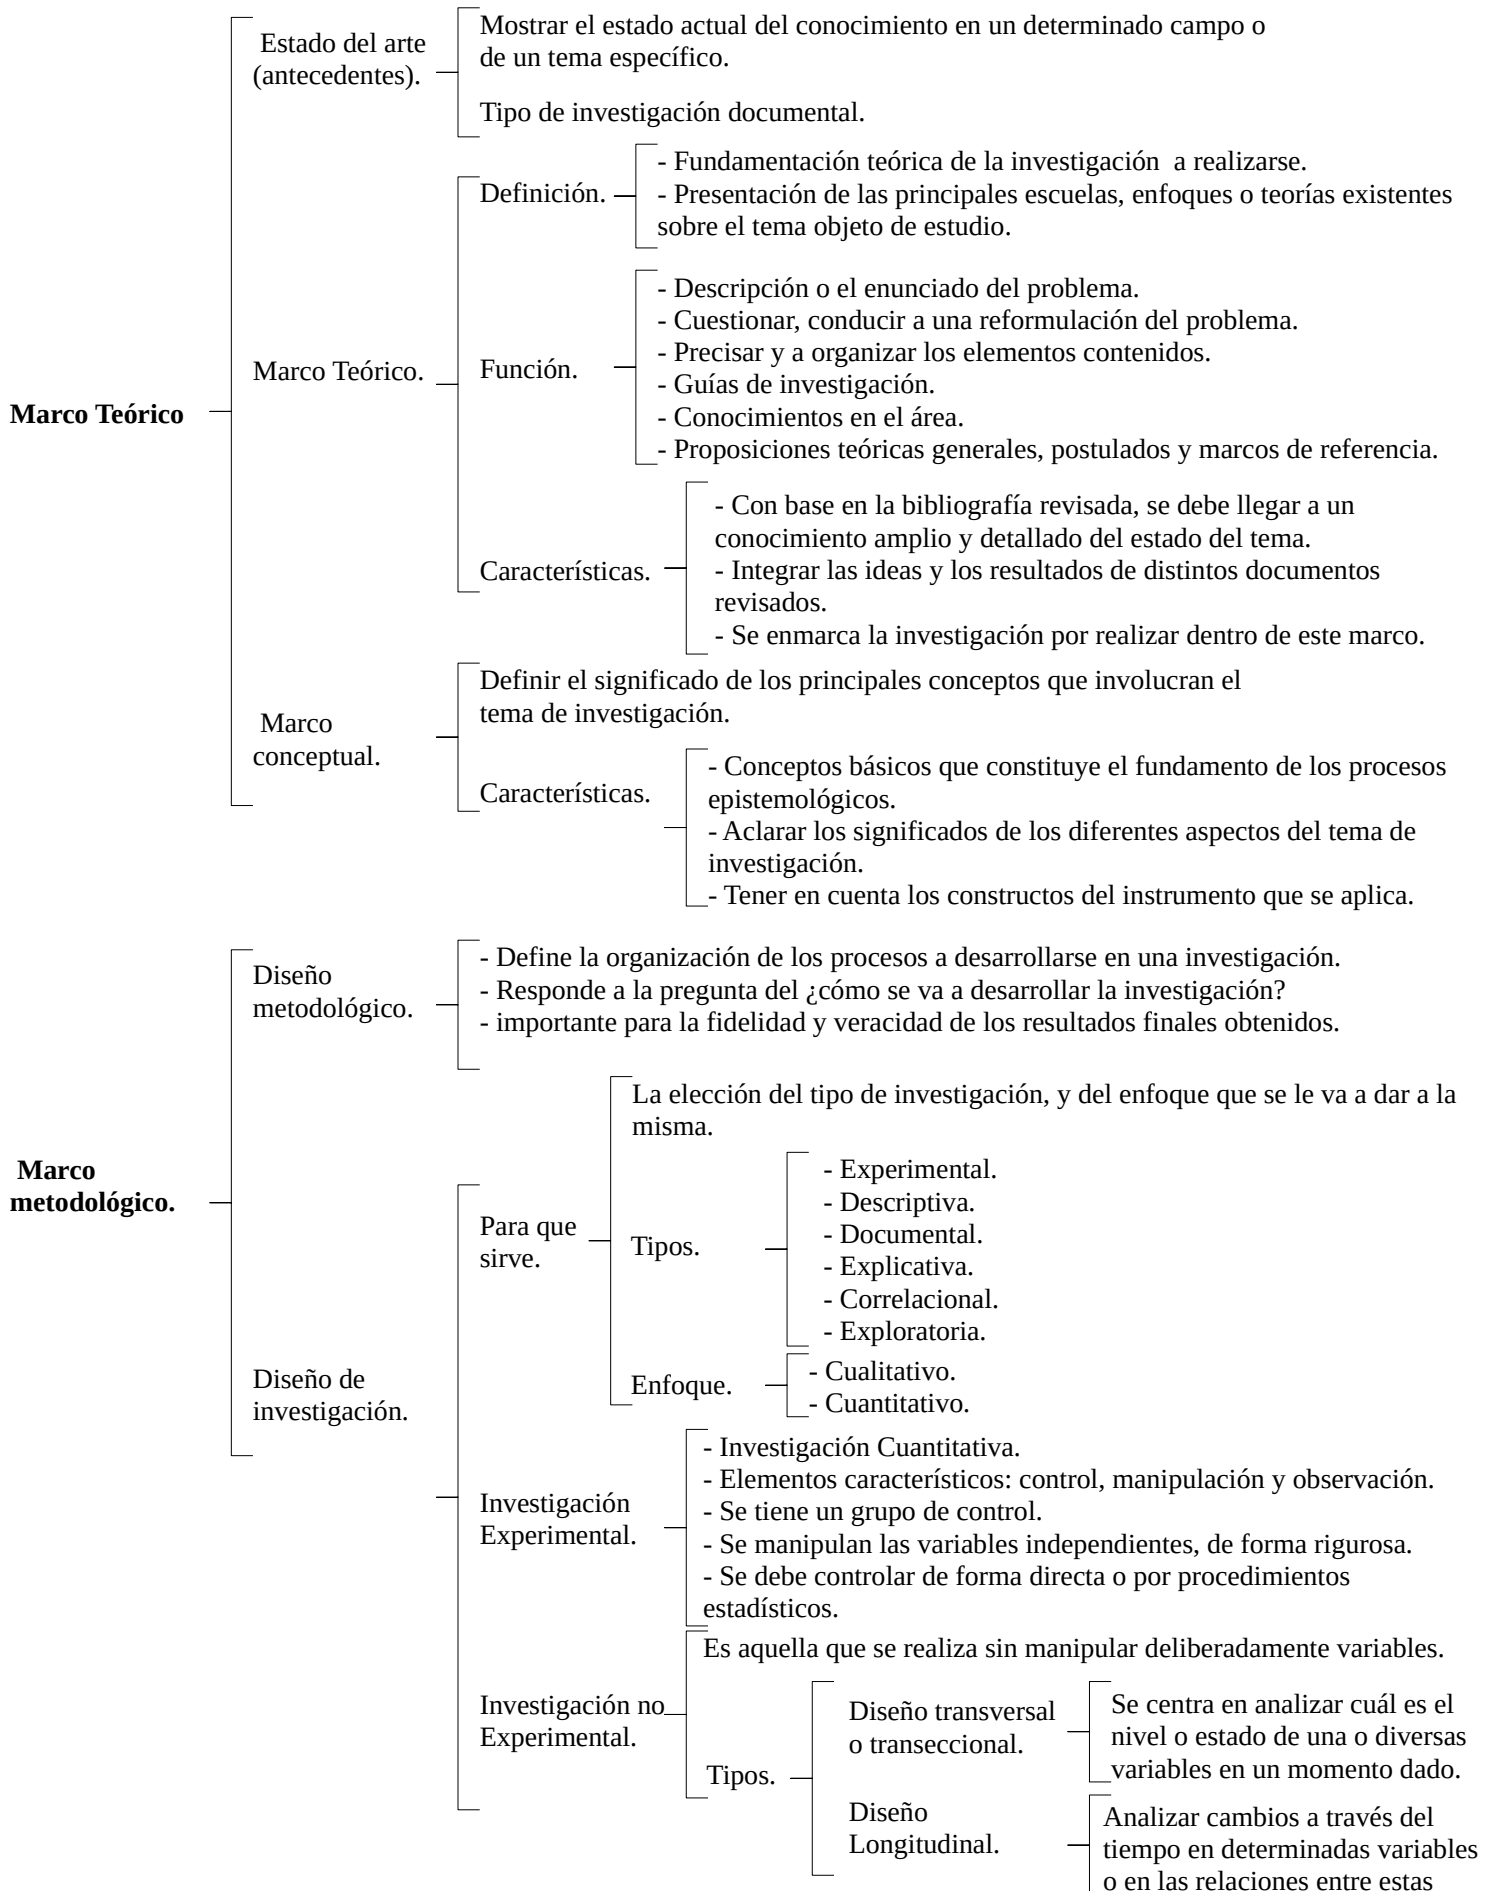 Estado del arte
(antecedentes).
Mostrar el estado actual del conocimiento en un determinado campo o
de un tema específico.
Tipo de investigación documental.
Marco Teórico
Marco Teórico.
Definición.
- Fundamentación teórica de la investigación  a realizarse.
- Presentación de las principales escuelas, enfoques o teorías existentes
sobre el tema objeto de estudio.
Función.
- Descripción o el enunciado del problema.
- Cuestionar, conducir a una reformulación del problema.
- Precisar y a organizar los elementos contenidos.
- Guías de investigación.
- Conocimientos en el área.
- Proposiciones teóricas generales, postulados y marcos de referencia.
Características.
- Con base en la bibliografía revisada, se debe llegar a un
conocimiento amplio y detallado del estado del tema.
- Integrar las ideas y los resultados de distintos documentos
revisados.
- Se enmarca la investigación por realizar dentro de este marco.
Marco
conceptual.
Definir el significado de los principales conceptos que involucran el
tema de investigación.
Características.
- Conceptos básicos que constituye el fundamento de los procesos
epistemológicos.
- Aclarar los significados de los diferentes aspectos del tema de
investigación.
- Tener en cuenta los constructos del instrumento que se aplica.
Marco
metodológico.
Diseño
metodológico.
- Define la organización de los procesos a desarrollarse en una investigación.
- Responde a la pregunta del ¿cómo se va a desarrollar la investigación?
- importante para la fidelidad y veracidad de los resultados finales obtenidos.
Diseño de
investigación.
Para que
sirve.
La elección del tipo de investigación, y del enfoque que se le va a dar a la
misma.
Tipos.
- Experimental.
- Descriptiva.
- Documental.
- Explicativa.
- Correlacional.
- Exploratoria.
Enfoque.
- Cualitativo.
- Cuantitativo.
Investigación
Experimental.
- Investigación Cuantitativa.
- Elementos característicos: control, manipulación y observación.
- Se tiene un grupo de control.
- Se manipulan las variables independientes, de forma rigurosa.
- Se debe controlar de forma directa o por procedimientos
estadísticos.
Investigación no
Experimental.
Es aquella que se realiza sin manipular deliberadamente variables.
Tipos.
Diseño transversal
o transeccional.
Se centra en analizar cuál es el
nivel o estado de una o diversas
variables en un momento dado.
Diseño
Longitudinal.
Analizar cambios a través del
tiempo en determinadas variables
o en las relaciones entre estas